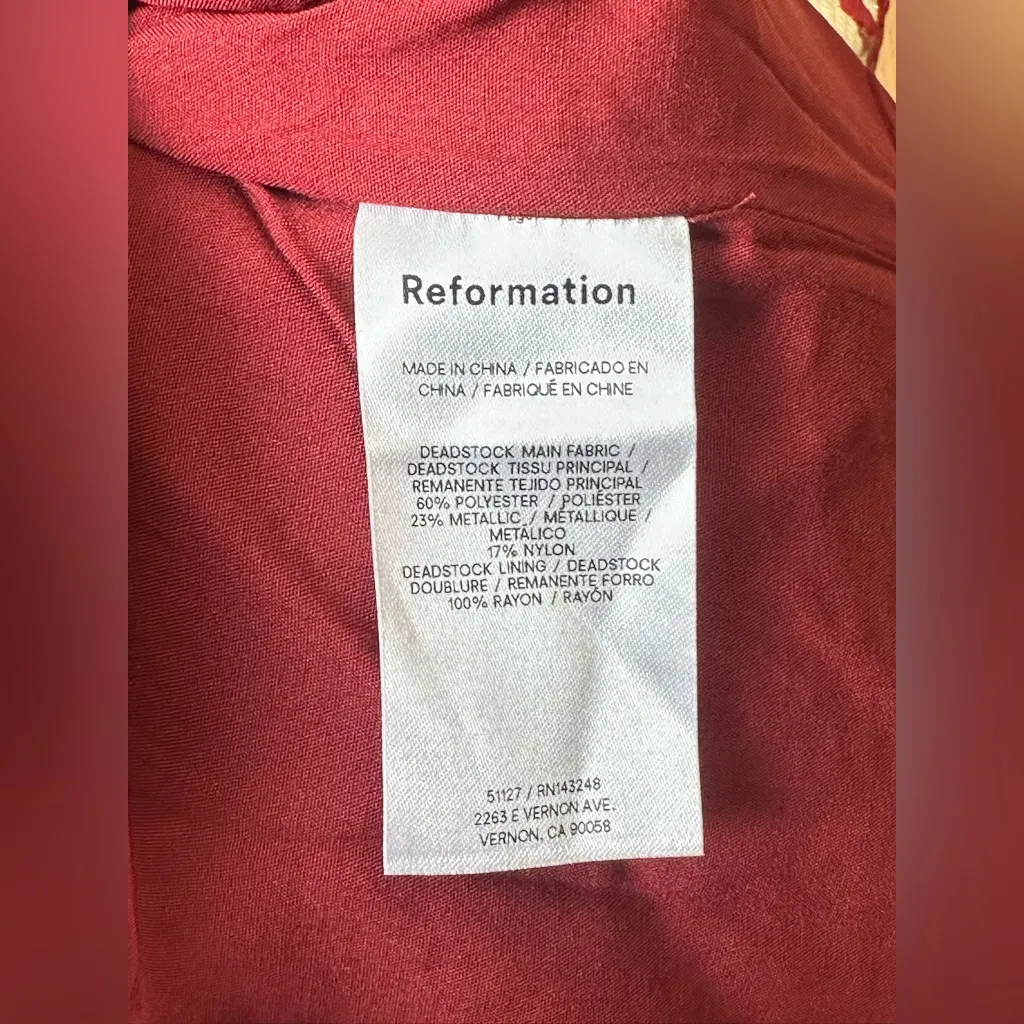 Reformation
MADE IN CHINA / FABRICADO EN
CHINA / FABRIQUÉ EN CHINE
DEADSTOCK MAIN FABRIC /
DEADSTOCK TISSU PRINCIPAL /
REMANENTE TEJIDO PRINCIPAL
60% POLYESTER / POLIÉSTER
23% METALLIC / MÉTALLIQUE /
METÁLICO
17% NYLON
DEADSTOCK LINING / DEADSTOCK
DOUBLURE / REMANENTE FORRO
100% RAYON / RAYÓN
51127 / RN143248
2263 E VERNON AVE.
VERNON, CA 90058